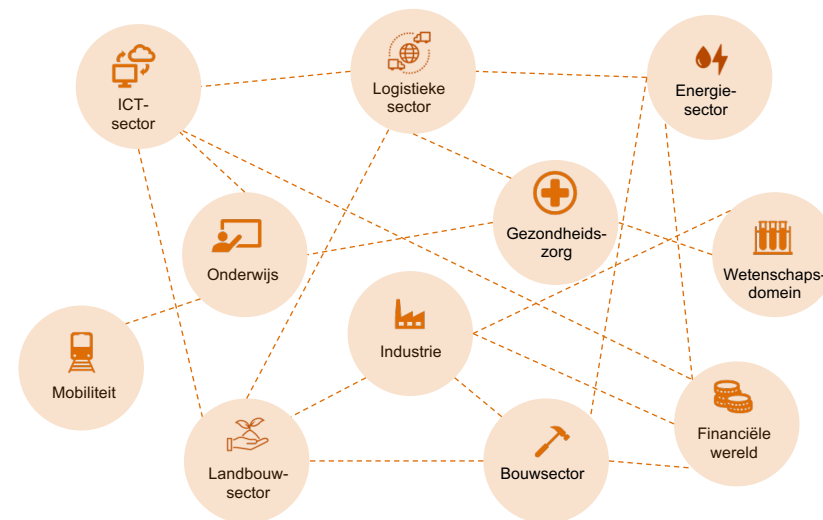 ICT-
sector
Logistieke
sector
Energie-
sector
Onderwijs
Gezondheids-
zorg
Wetenschaps-
domein
Mobiliteit
Industrie
Landbouw-
sector
Bouwsector
Financiële
wereld